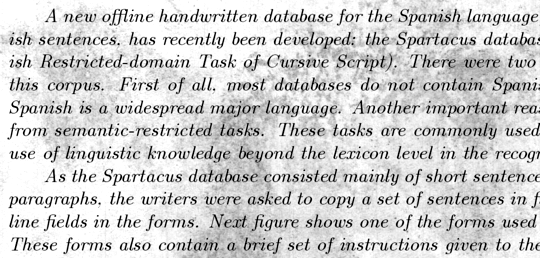 A new offline handwritten database for the Spanish language
ish sentences, has recently been developed: the Spartacus databas
ish Restricted-domain Task of Cursive Script). There were two
this corpus. First of all, most databases do not contain Spani
Spanish is a widespread major language. Another important rea
from semantic-restricted tasks. These tasks are commonly used
use of linguistic knowledge beyond the lexicon level in the recogn
As the Spartacus database consisted mainly of short sentence
paragraphs, the writers were asked to copy a set of sentences in f
line fields in the forms. Next figure shows one of the forms used
These forms also contain a brief set of instructions given to the